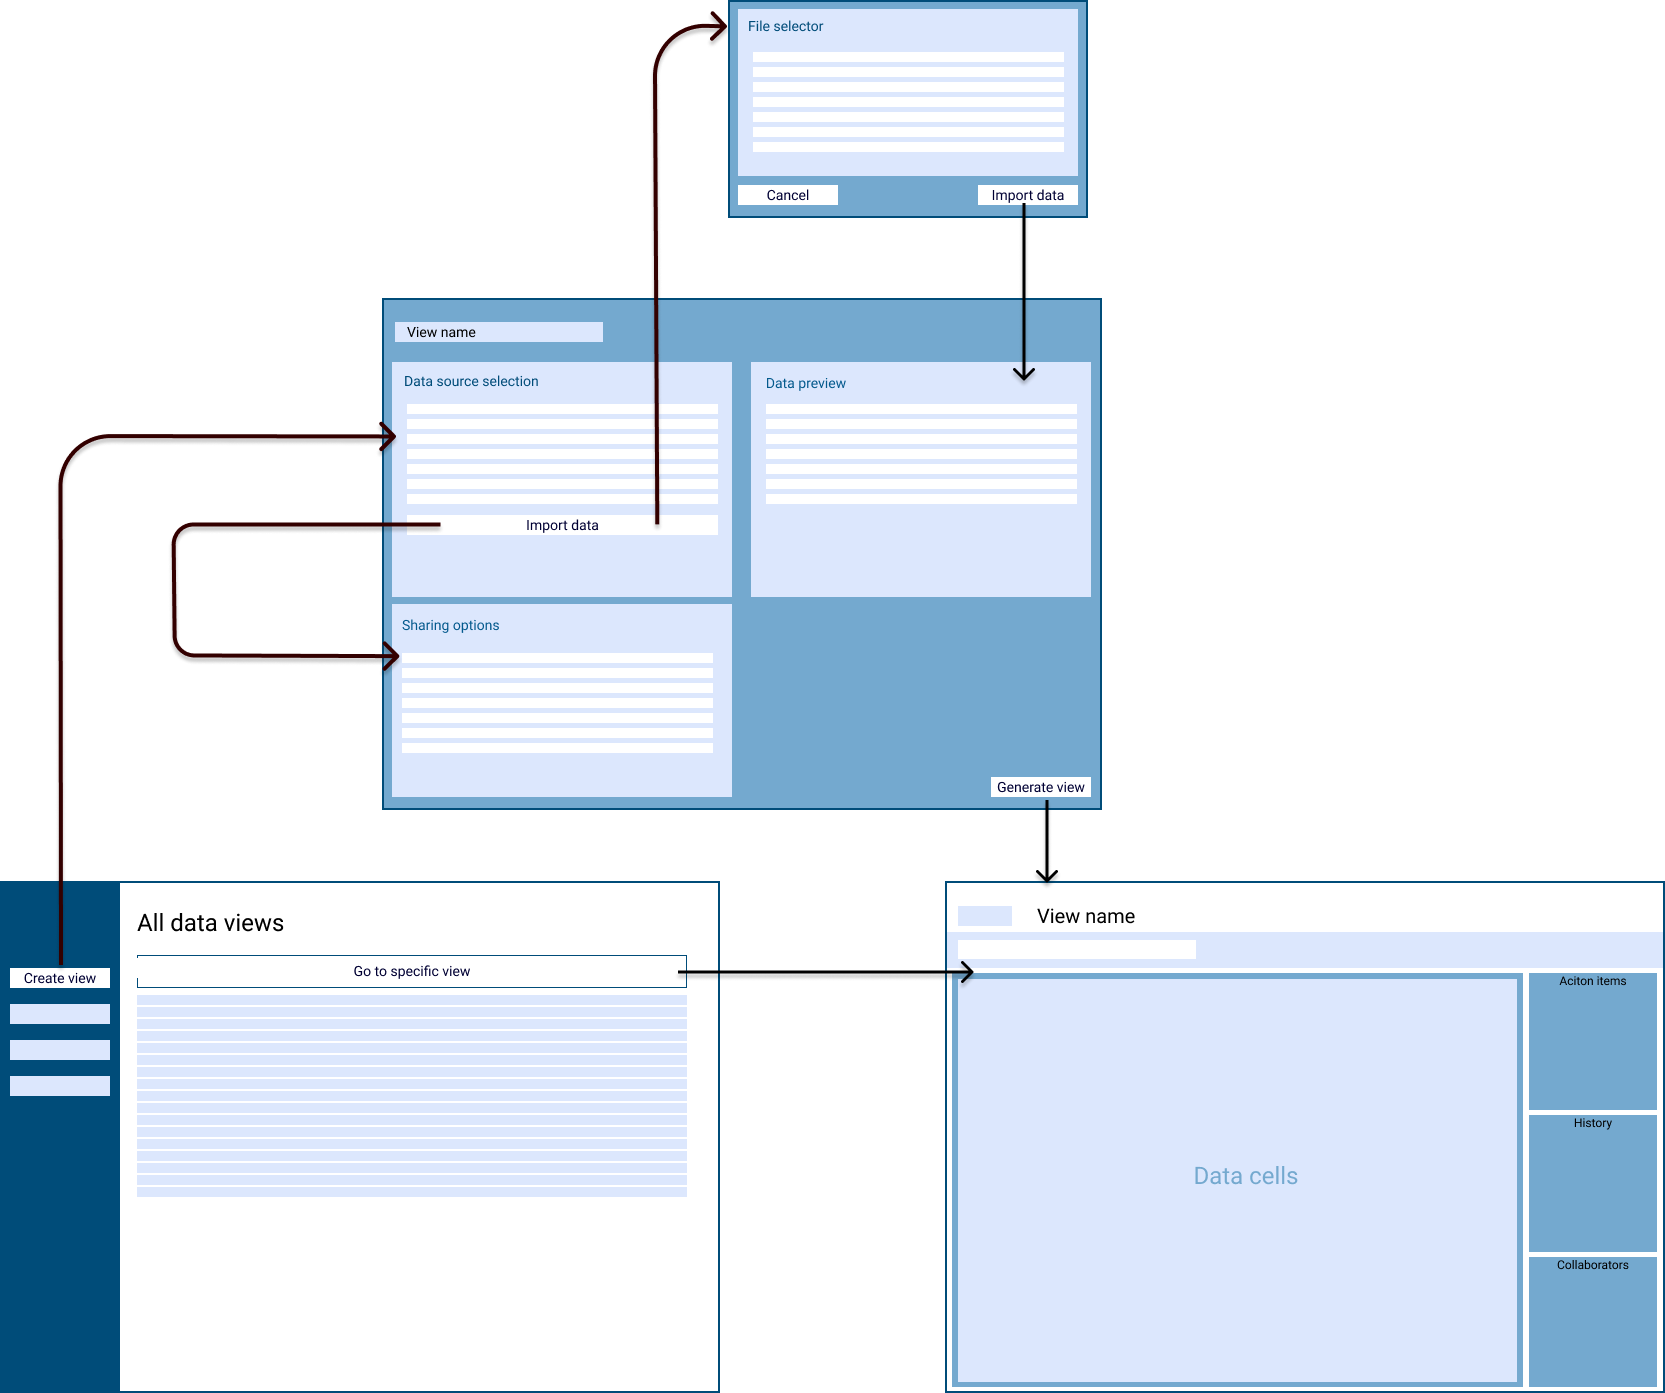 File selector
Cancel
Import data
View name
Data source selection
Data preview
Import data
Sharing options
Generate view
All data views
Go to specific view
Create view
View name
Aciton items
Data cells
History
Collaborators